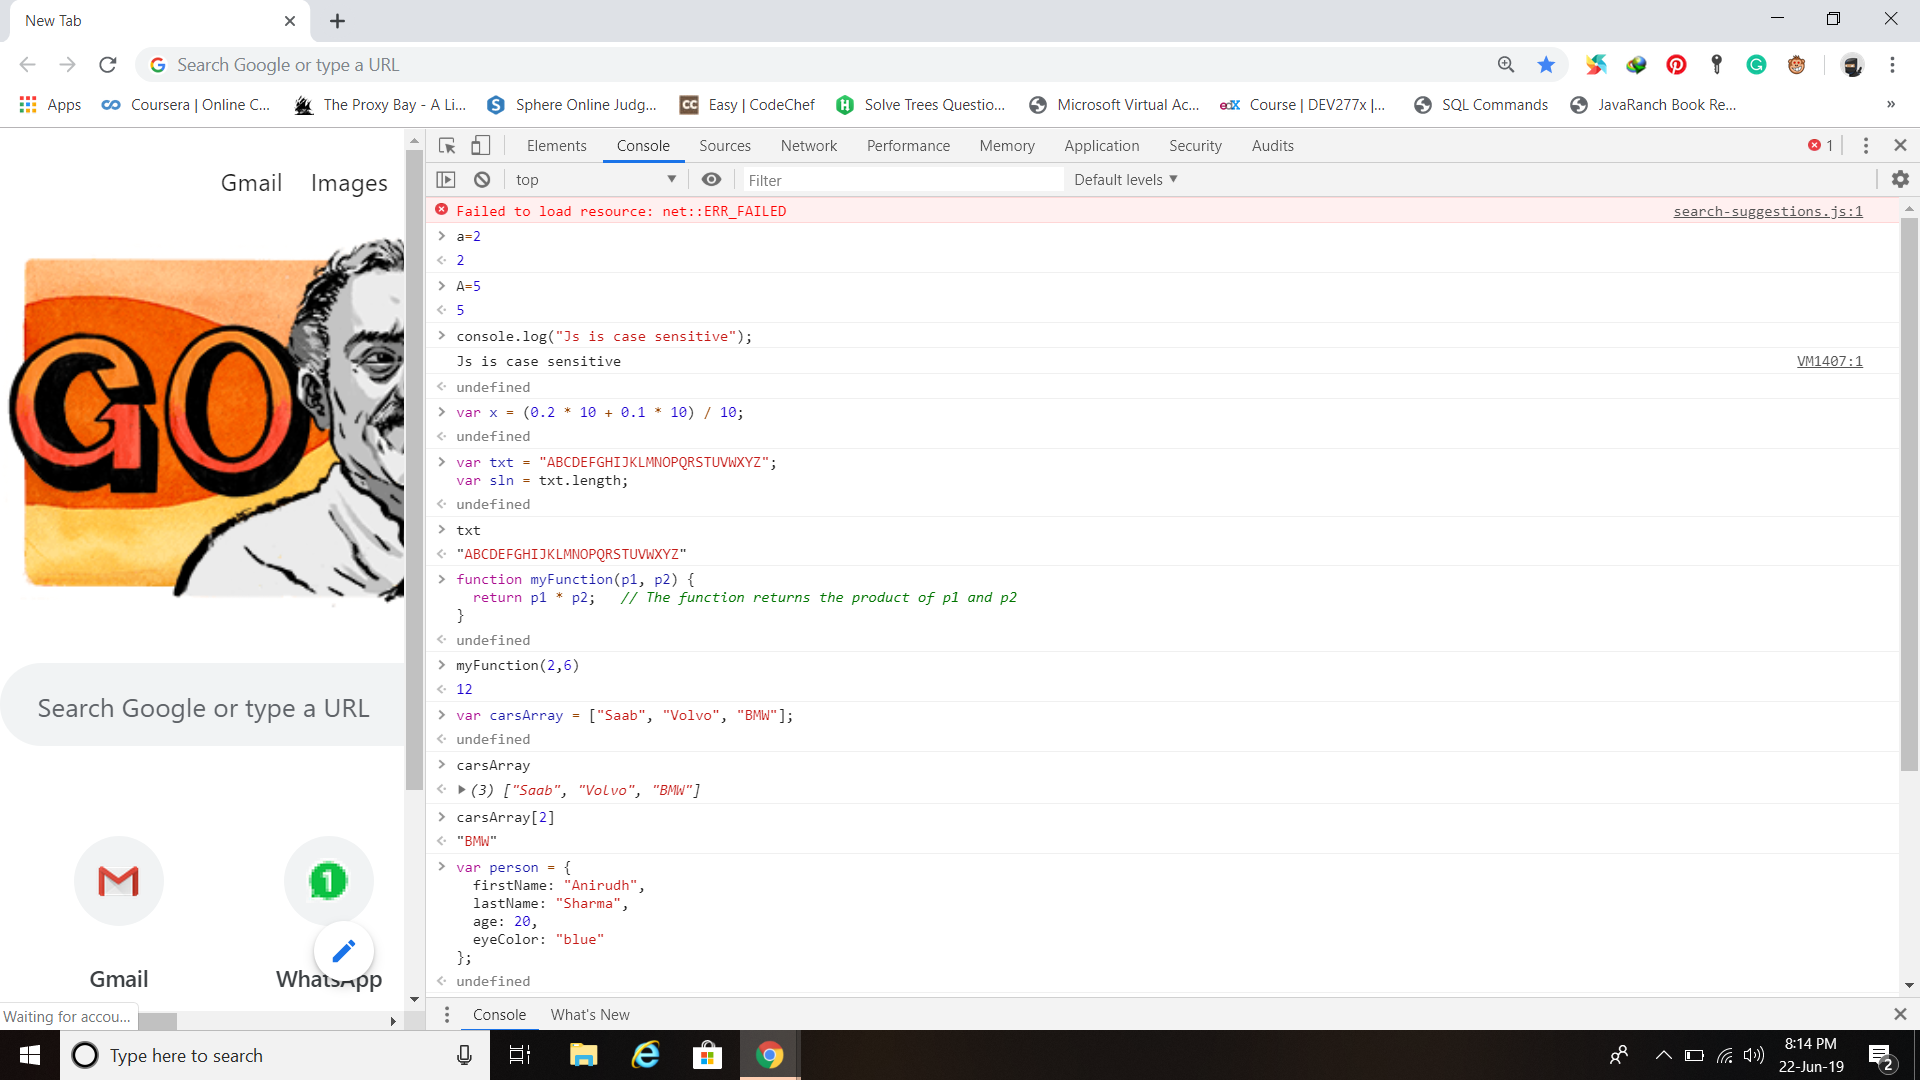 New Tab
Search Google or type a URL
Apps Coursera | Online C... The Proxy Bay - A Li... Sphere Online Judg... CC Easy | CodeChef Solve Trees Questio... Microsoft Virtual Ac... edX Course | DEV277x |... SQL Commands JavaRanch Book Re... »
Gmail Images
GO
Search Google or type a URL
1
Gmail WhatsApp
Waiting for accou...
Elements Console Sources Network Performance Memory Application Security Audits 1
top Filter Default levels
Failed to load resource: net::ERR_FAILED search-suggestions.js:1
a=2
2
A=5
5
console.log("Js is case sensitive");
Js is case sensitive VM1407:1
undefined
var x = (0.2 * 10 + 0.1 * 10) / 10;
undefined
var txt = "ABCDEFGHIJKLMNOPQRSTUVWXYZ";
var sln = txt.length;
undefined
txt
"ABCDEFGHIJKLMNOPQRSTUVWXYZ"
function myFunction(p1, p2) {
return p1 * p2; // The function returns the product of p1 and p2
}
undefined
myFunction(2,6)
12
var carsArray = ["Saab", "Volvo", "BMW"];
undefined
carsArray
(3) ["Saab", "Volvo", "BMW"]
carsArray[2]
"BMW"
var person = {
firstName: "Anirudh",
lastName: "Sharma",
age: 20,
eyeColor: "blue"
};
undefined
Console What's New
Type here to search
8:14 PM
22-Jun-19
2